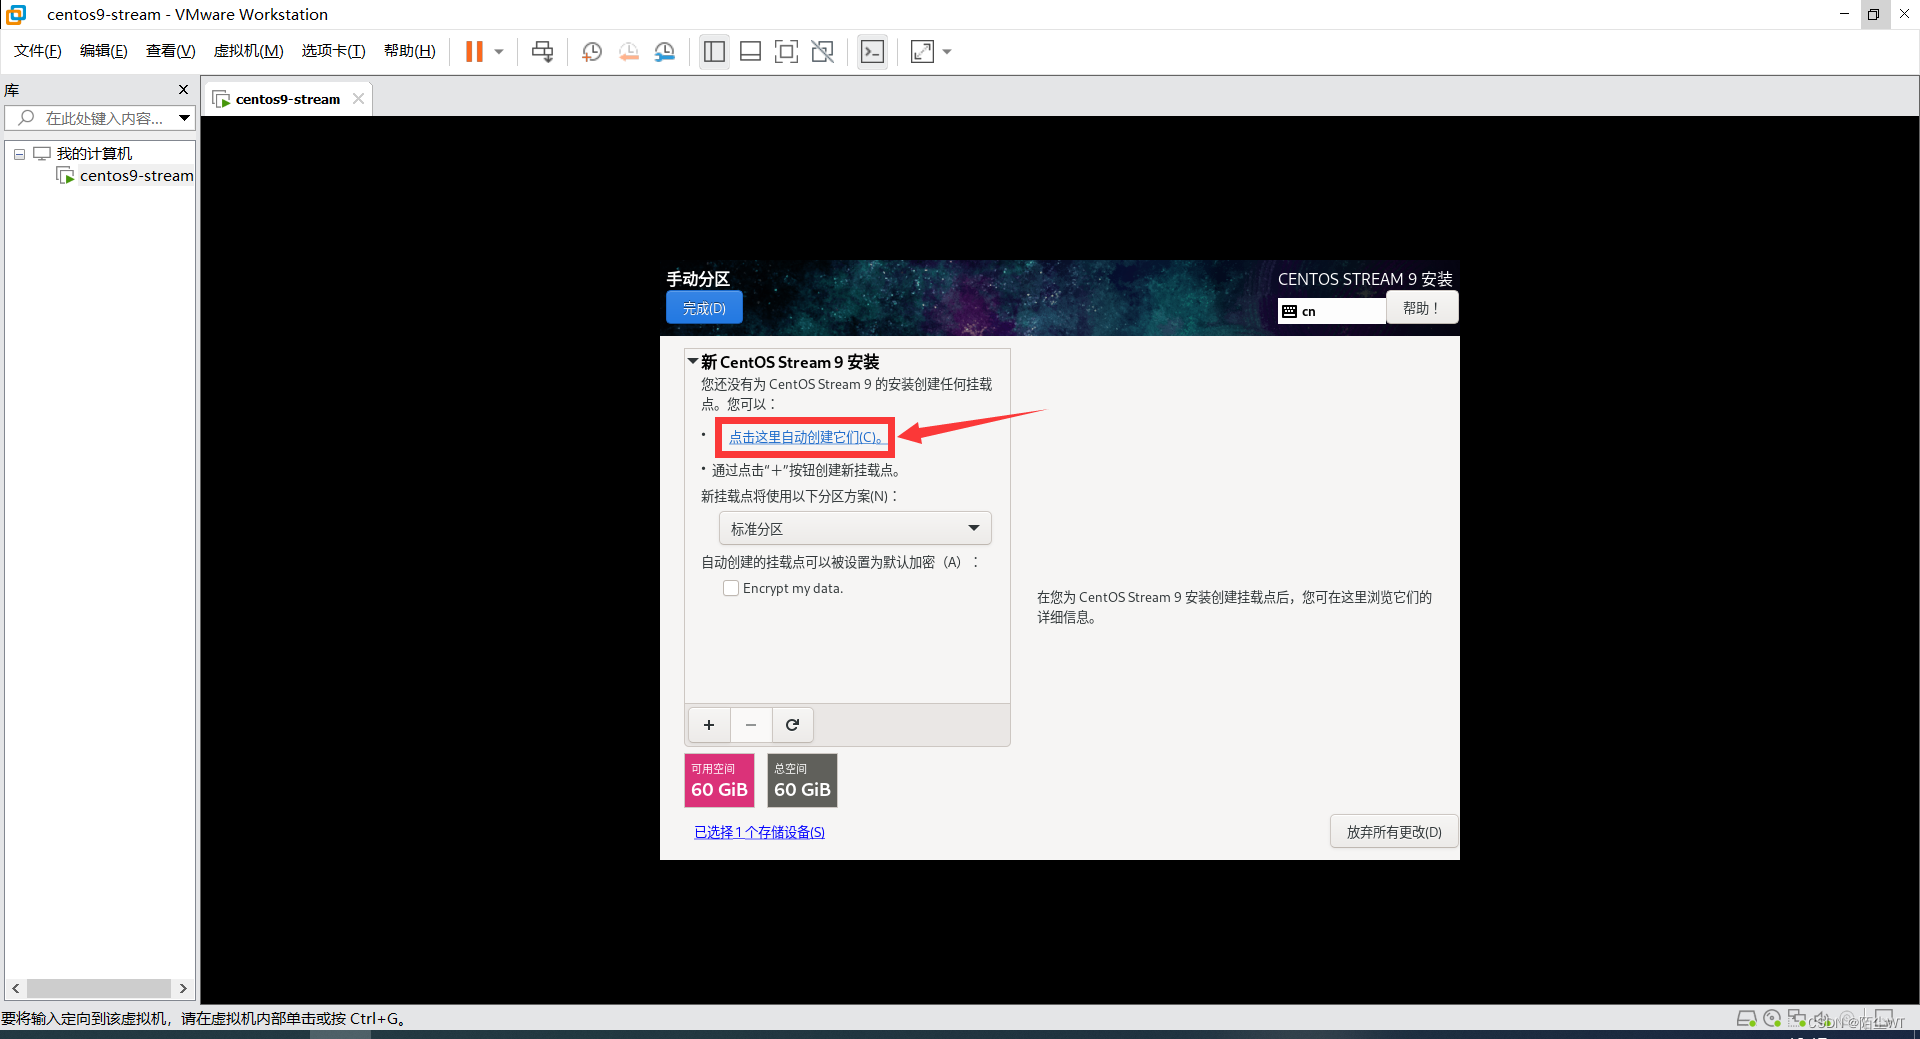 centos9-stream - VMware Workstation
文件(F) 编辑(E) 查看(V) 虚拟机(M) 选项卡(T) 帮助(H)
库
在此处键入内容...
我的计算机
centos9-stream
centos9-stream
手动分区
完成(D)
CENTOS STREAM 9 安装
cn
帮助！
新 CentOS Stream 9 安装
您还没有为 CentOS Stream 9 的安装创建任何挂载
点。您可以：
• 点击这里自动创建它们(C)。
• 通过点击“＋”按钮创建新挂载点。
新挂载点将使用以下分区方案(N)：
标准分区
自动创建的挂载点可以被设置为默认加密（A）：
Encrypt my data.
在您为 CentOS Stream 9 安装创建挂载点后，您可在这里浏览它们的
详细信息。
可用空间
60 GiB
总空间
60 GiB
已选择 1 个存储设备(S)
放弃所有更改(D)
要将输入定向到该虚拟机，请在虚拟机内部单击或按 Ctrl+G。